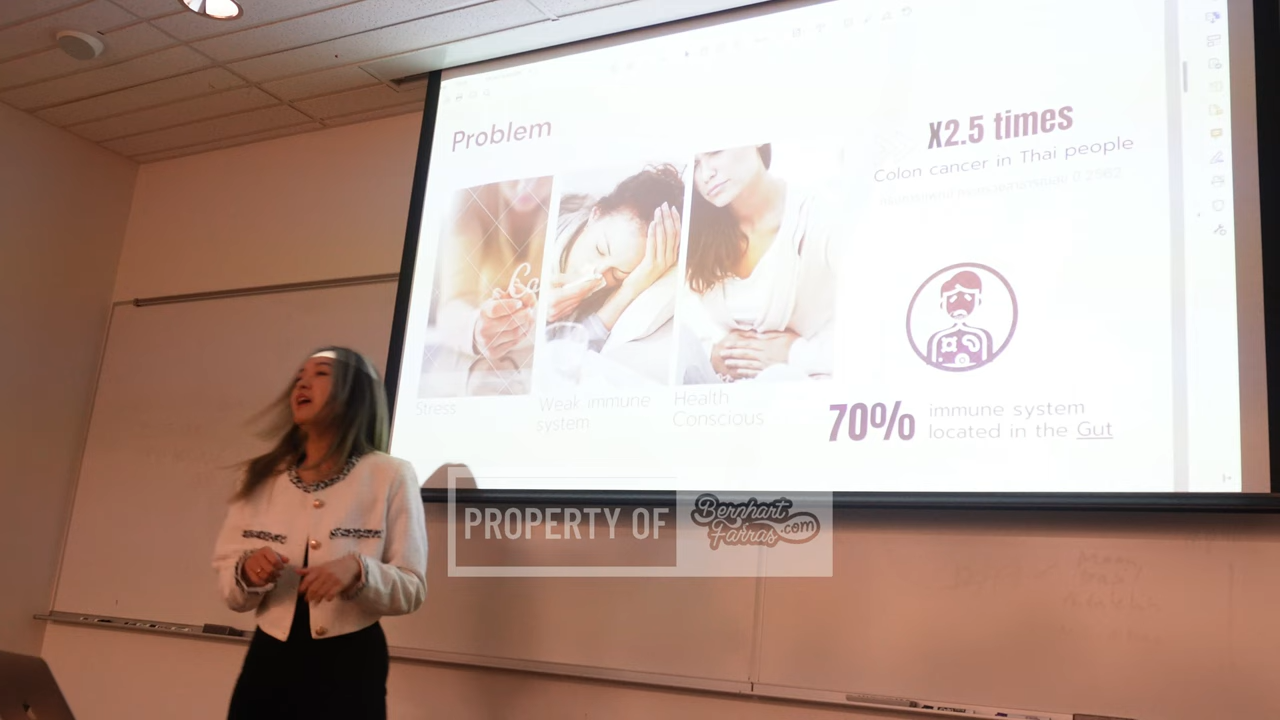 Problem
X2.5 times
Colon cancer in Thai people
Ca
Stress
Weak immune
system
Health
Conscious
70%
immune system
located in the Gut
PROPERTY OF
Bernhart
Farras.com